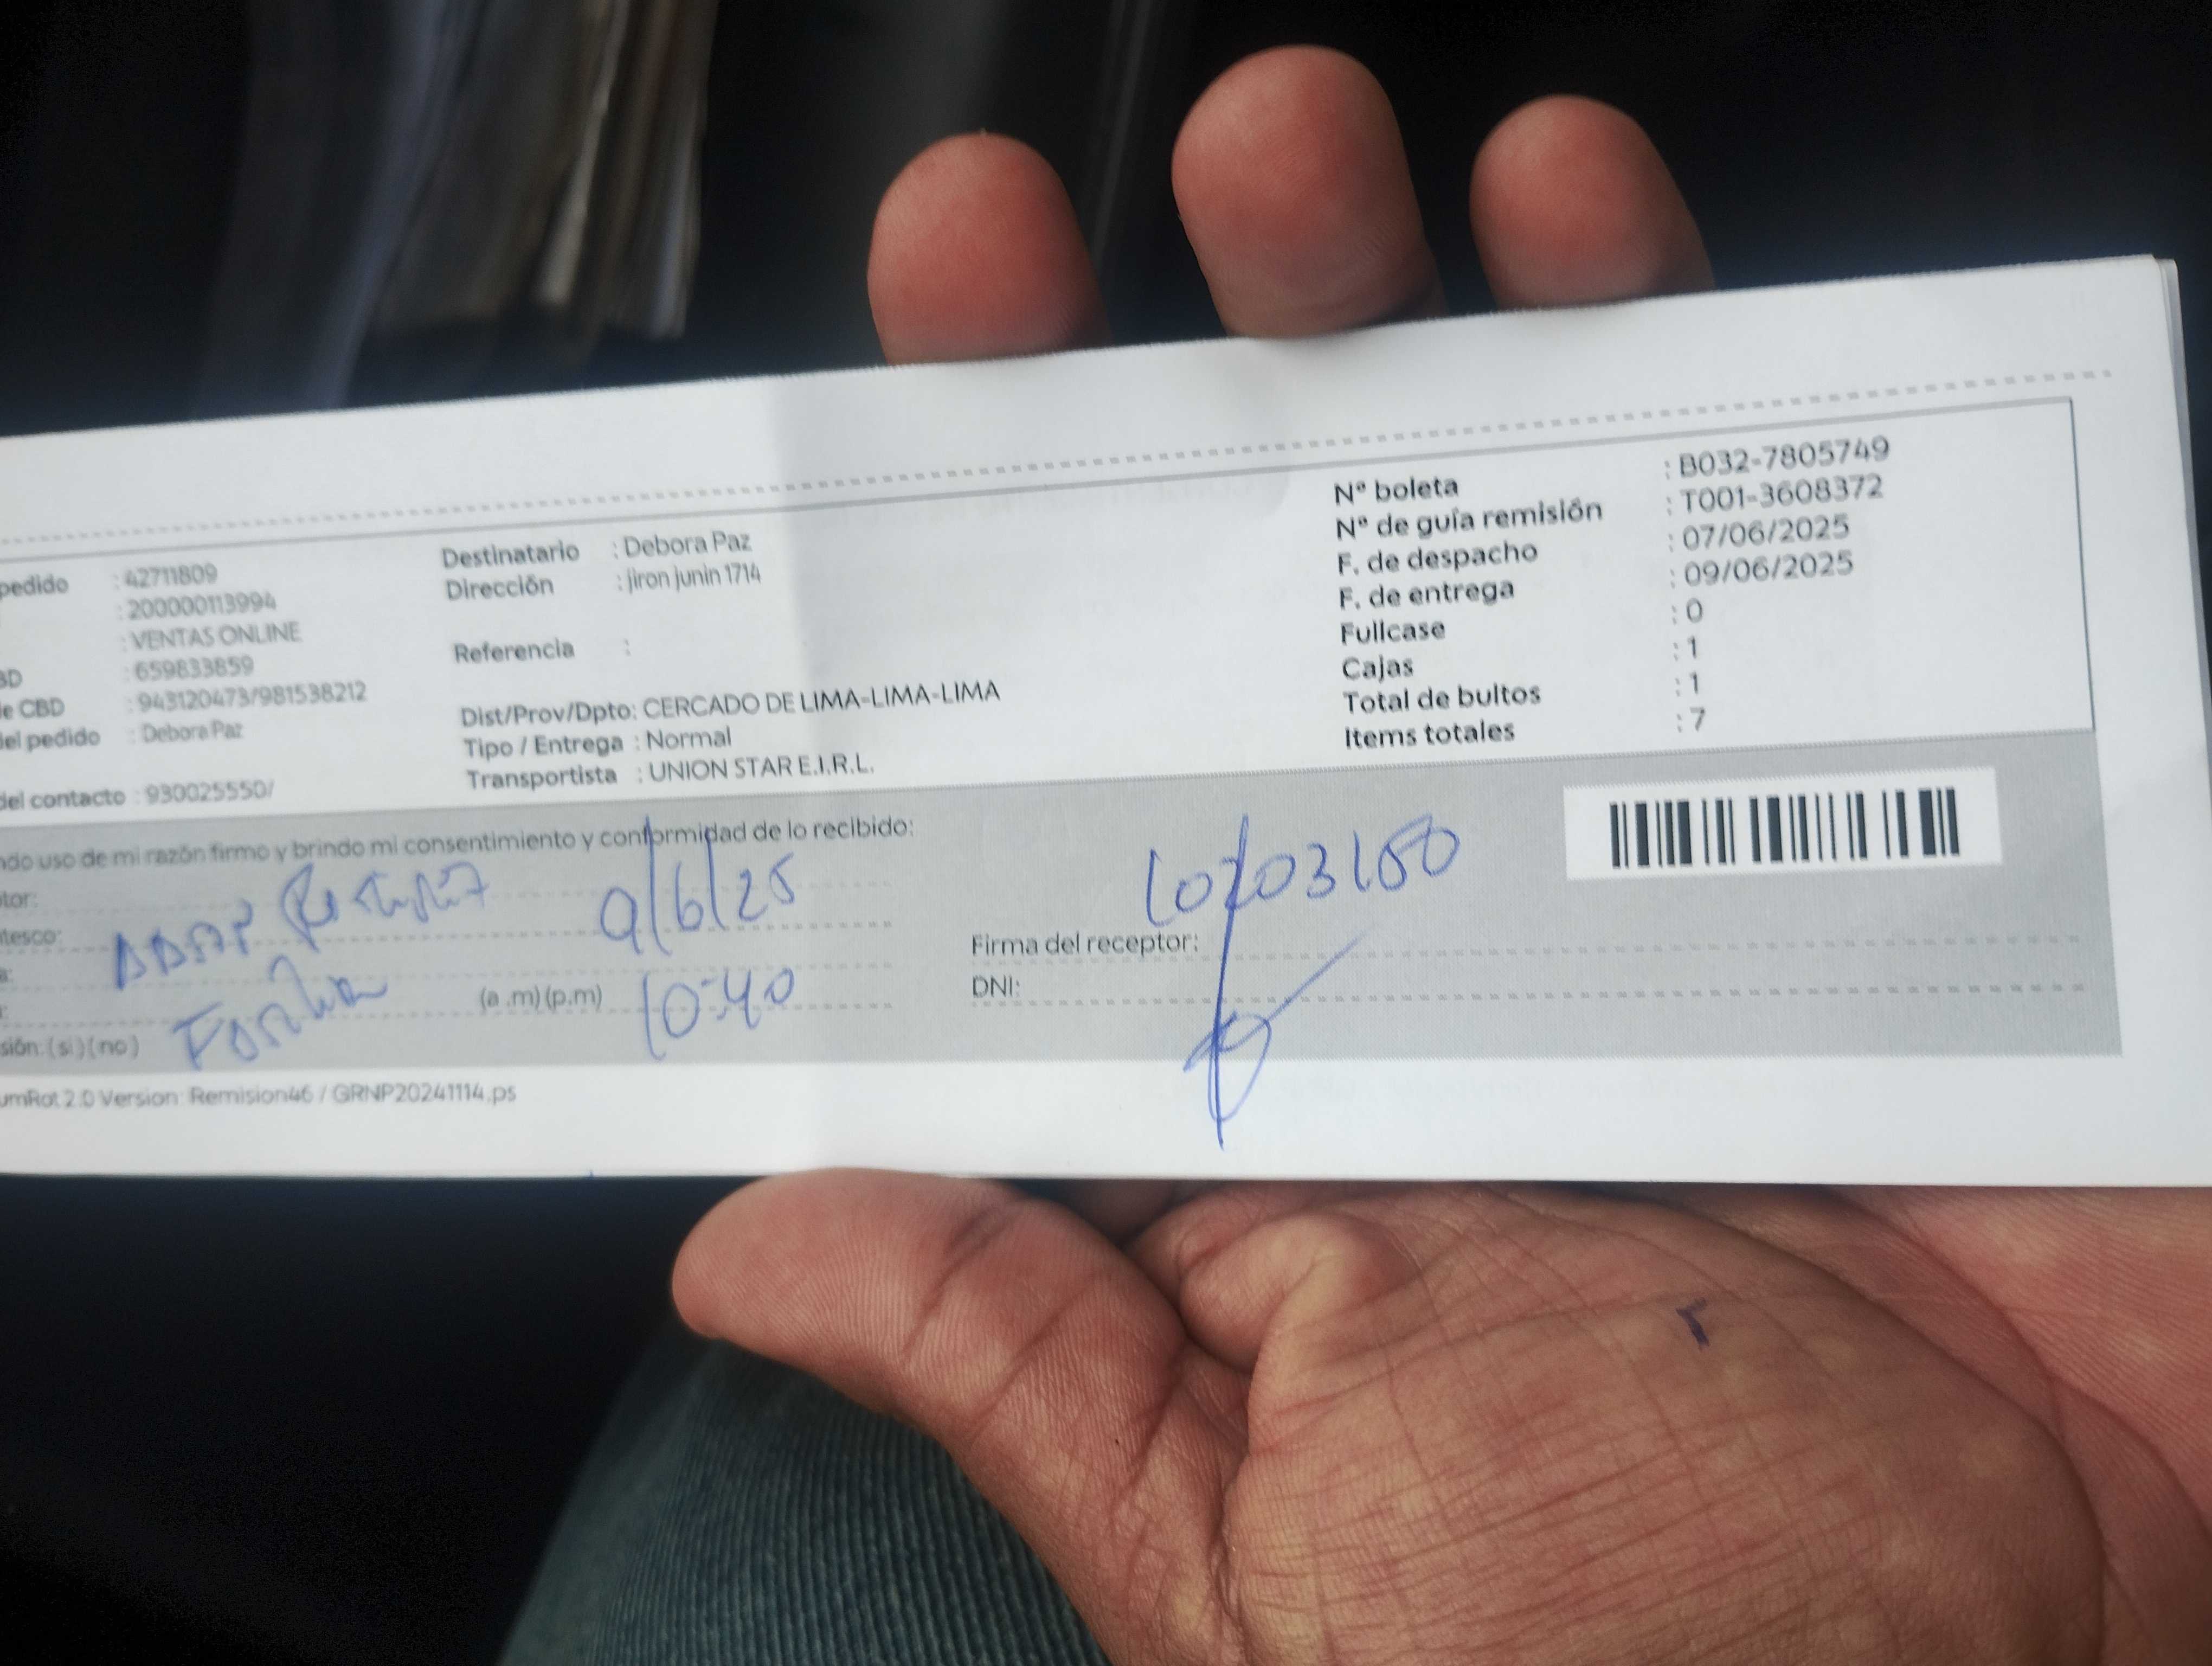 Nº boleta : B032-7805749
Nº de guía remisión : T001-3608372
F. de despacho : 07/06/2025
F. de entrega : 09/06/2025
Fullcase : 0
Cajas : 1
Total de bultos : 1
Items totales : 7
Destinatario : Debora Paz
Dirección : jiron junin 1714
Referencia :
Dist/Prov/Dpto: CERCADO DE LIMA-LIMA-LIMA
Tipo / Entrega : Normal
Transportista : UNION STAR E.I.R.L.
pedido : 42711809
: 200000113994
: VENTAS ONLINE
BD : 659833859
e CBD : 943120473/981538212
del pedido : Debora Paz
del contacto : 930025550/
ndo uso de mi razón firmo y brindo mi consentimiento y conformidad de lo recibido:
tor:
ntesco:
a:
9/6/25
(a .m) (p.m) 10:40
sión: (si) (no)
Firma del receptor:
DNI:
umRot 2.0 Version: Remision46 / GRNP20241114.ps